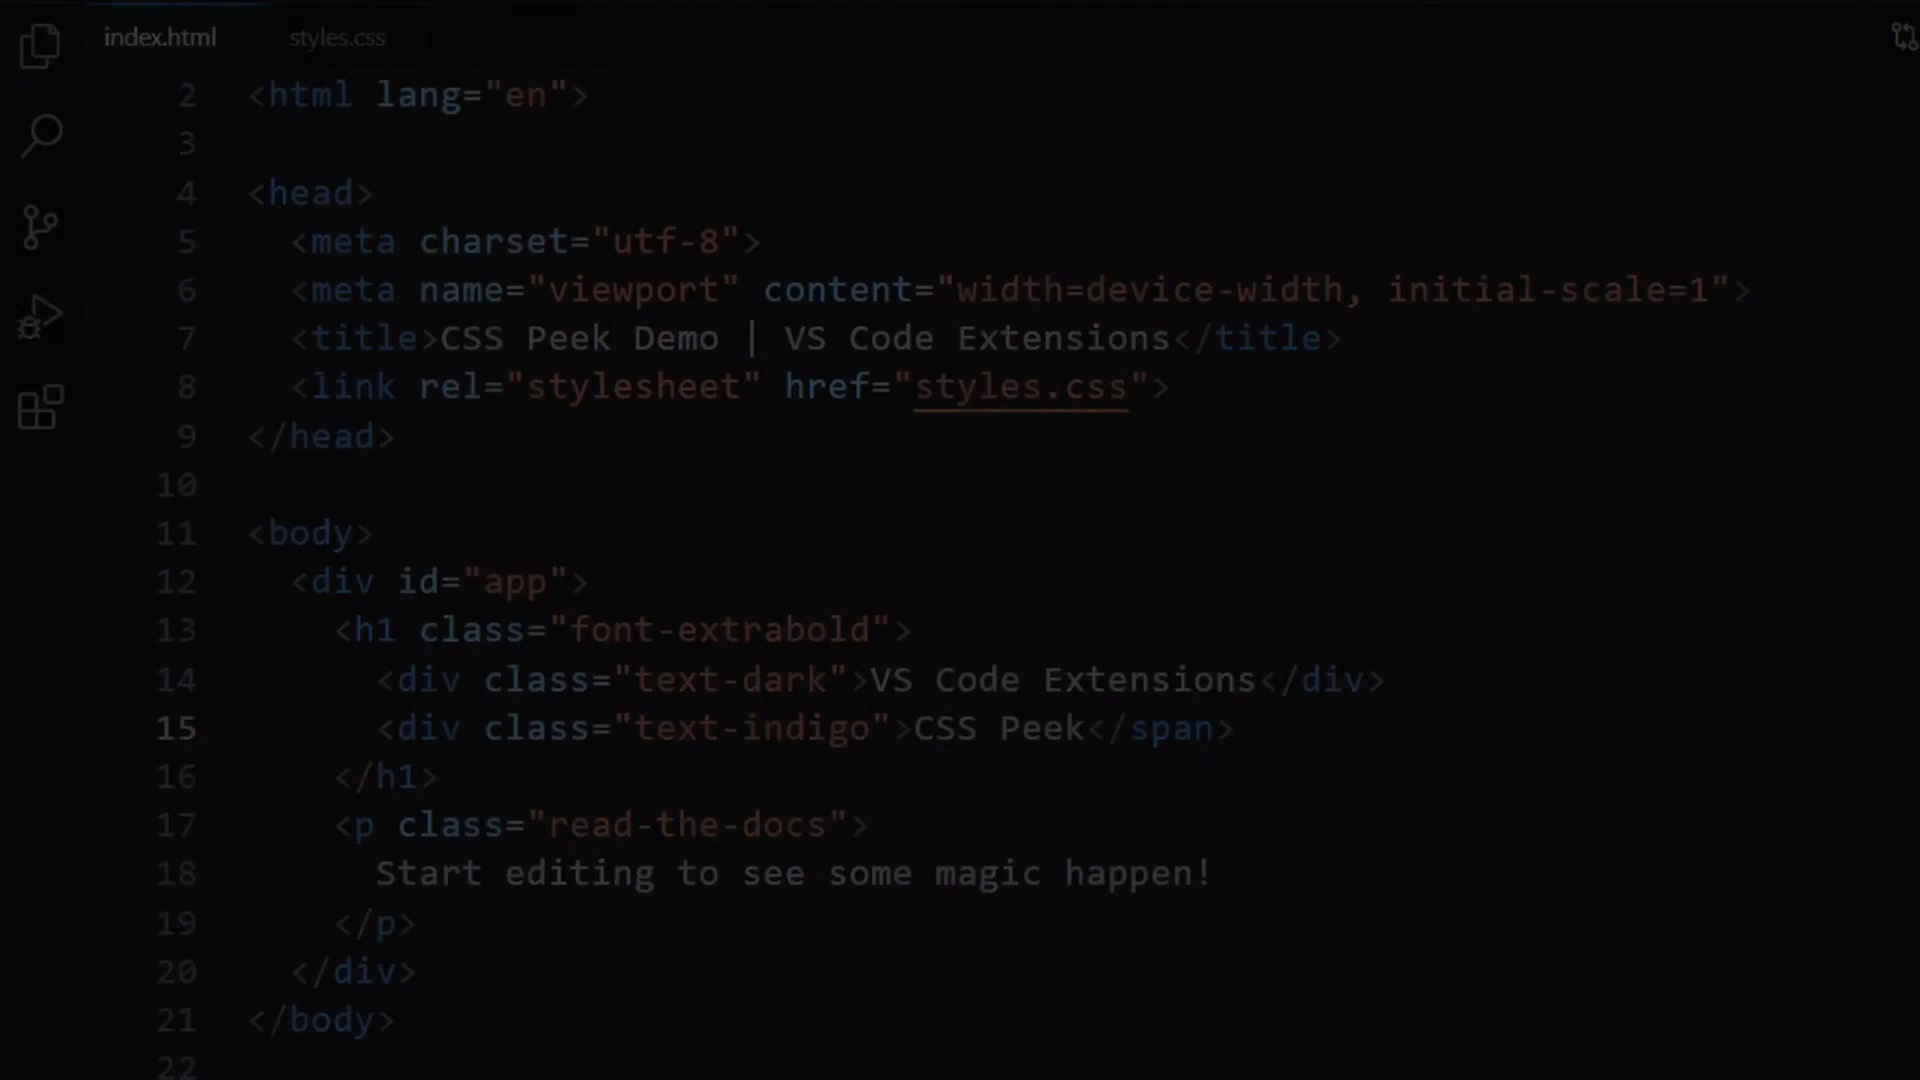 index.html styles.css
2 <html lang="en">
3
4 <head>
5 <meta charset="utf-8">
6 <meta name="viewport" content="width=device-width, initial-scale=1">
7 <title>CSS Peek Demo | VS Code Extensions</title>
8 <link rel="stylesheet" href="styles.css">
9 </head>
10
11 <body>
12 <div id="app">
13 <h1 class="font-extrabold">
14 <div class="text-dark">VS Code Extensions</div>
15 <div class="text-indigo">CSS Peek</span>
16 </h1>
17 <p class="read-the-docs">
18 Start editing to see some magic happen!
19 </p>
20 </div>
21 </body>
22